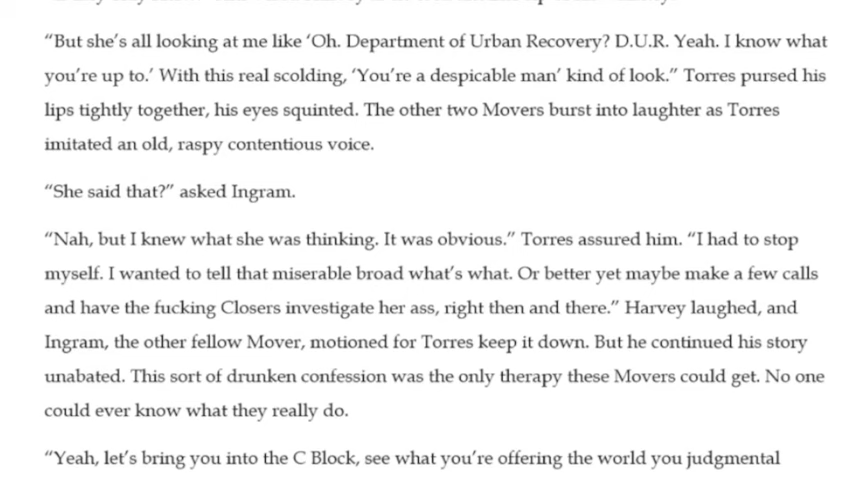 “But she’s all looking at me like ‘Oh. Department of Urban Recovery? D.U.R. Yeah. I know what
you’re up to.’ With this real scolding, ‘You’re a despicable man’ kind of look.” Torres pursed his
lips tightly together, his eyes squinted. The other two Movers burst into laughter as Torres
imitated an old, raspy contentious voice.
“She said that?” asked Ingram.
“Nah, but I knew what she was thinking. It was obvious.” Torres assured him. “I had to stop
myself. I wanted to tell that miserable broad what’s what. Or better yet maybe make a few calls
and have the fucking Closers investigate her ass, right then and there.” Harvey laughed, and
Ingram, the other fellow Mover, motioned for Torres keep it down. But he continued his story
unabated. This sort of drunken confession was the only therapy these Movers could get. No one
could ever know what they really do.
“Yeah, let’s bring you into the C Block, see what you’re offering the world you judgmental